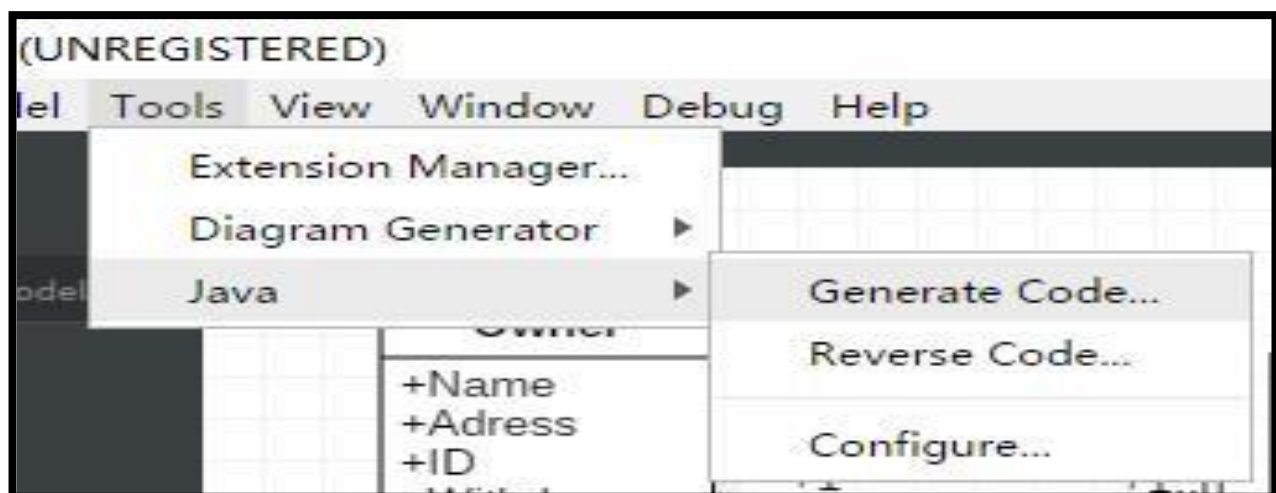 (UNREGISTERED)
Tools View Window Debug Help
Extension Manager...
Diagram Generator
Java
Generate Code...
Reverse Code...
Configure...
Owner
+Name
+Adress
+ID